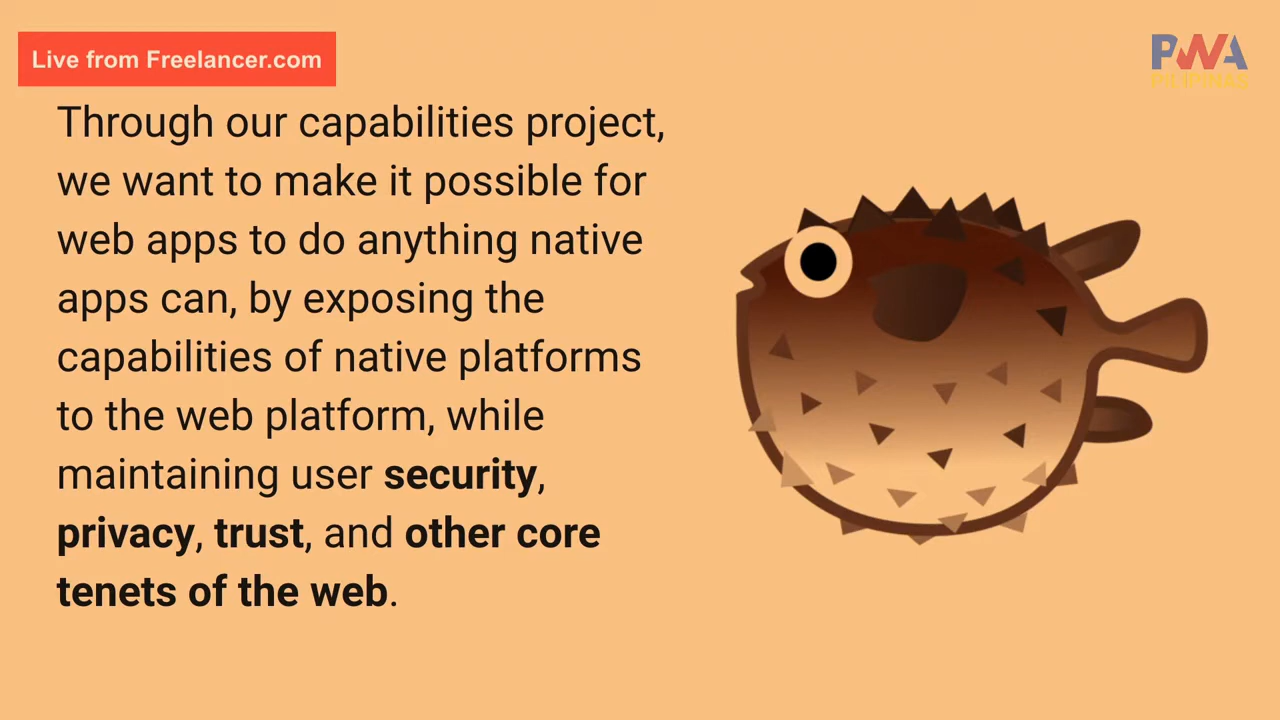 Live from Freelancer.com
PWA
PILIPINAS
Through our capabilities project,
we want to make it possible for
web apps to do anything native
apps can, by exposing the
capabilities of native platforms
to the web platform, while
maintaining user security,
privacy, trust, and other core
tenets of the web.